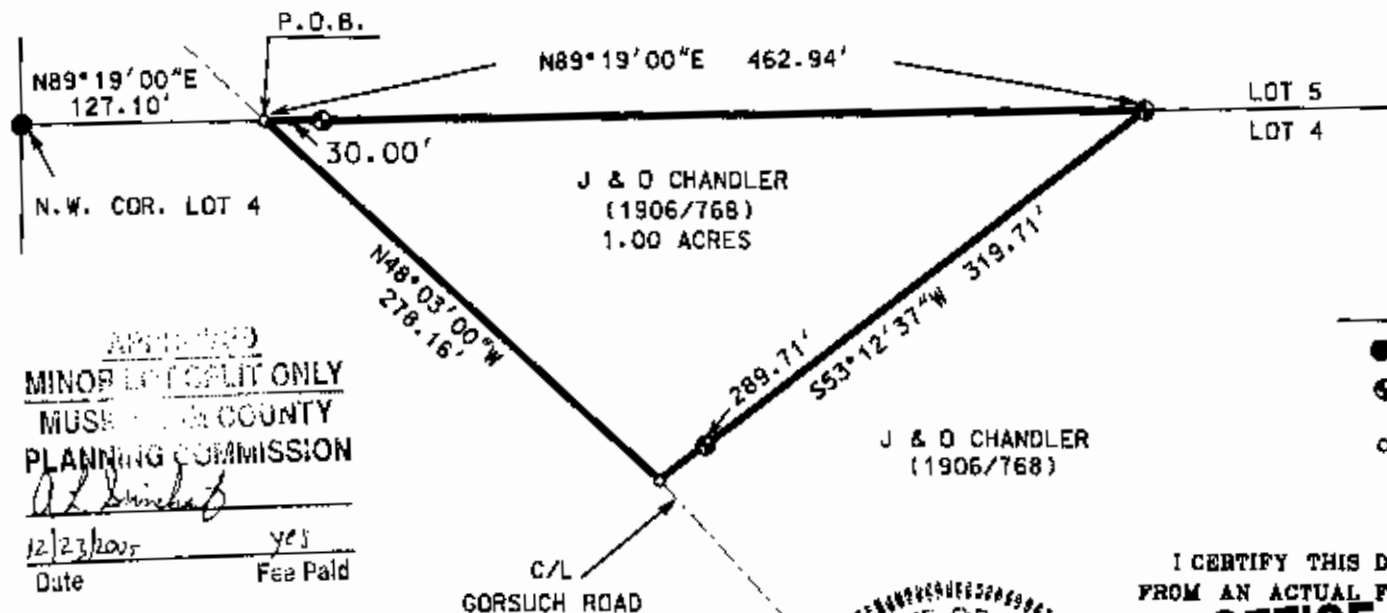 P.O.B.
N89°19'00"E
127.10'
N89°19'00"E 462.94'
LOT 5
LOT 4
30.00'
N.W. COR. LOT 4
J & D CHANDLER
(1906/768)
1.00 ACRES
N48°03'00"W
278.16'
289.71'
S53°12'37"W 319.71'
J & D CHANDLER
(1906/768)
MINOR LOT SPLIT ONLY
COUNTY
PLANNING COMMISSION
12/23/2005 yes
Date Fee Paid
C/L
GORSUCH ROAD
I CERTIFY THIS D
FROM AN ACTUAL F